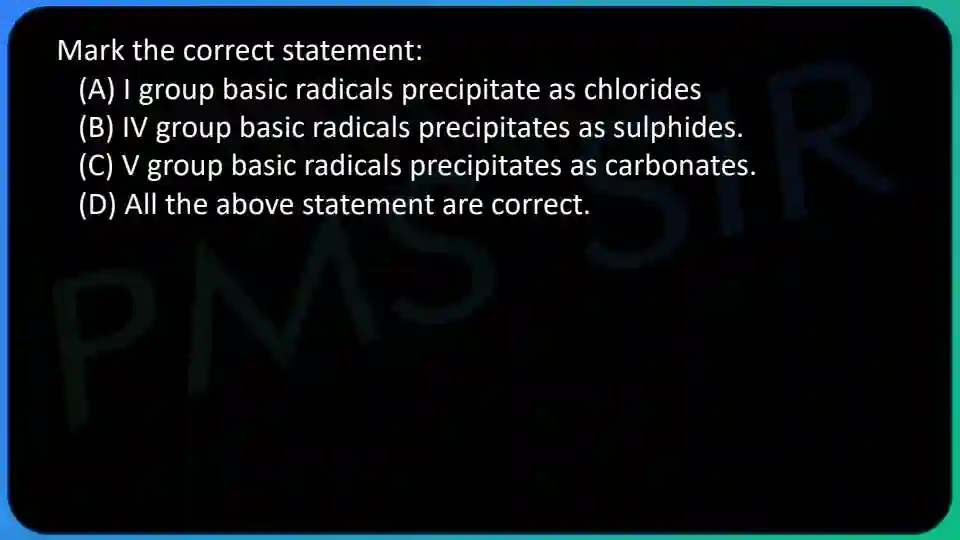 Mark the correct statement:
(A) I group basic radicals precipitate as chlorides
(B) IV group basic radicals precipitates as sulphides.
(C) V group basic radicals precipitates as carbonates.
(D) All the above statement are correct.
PMS SIR